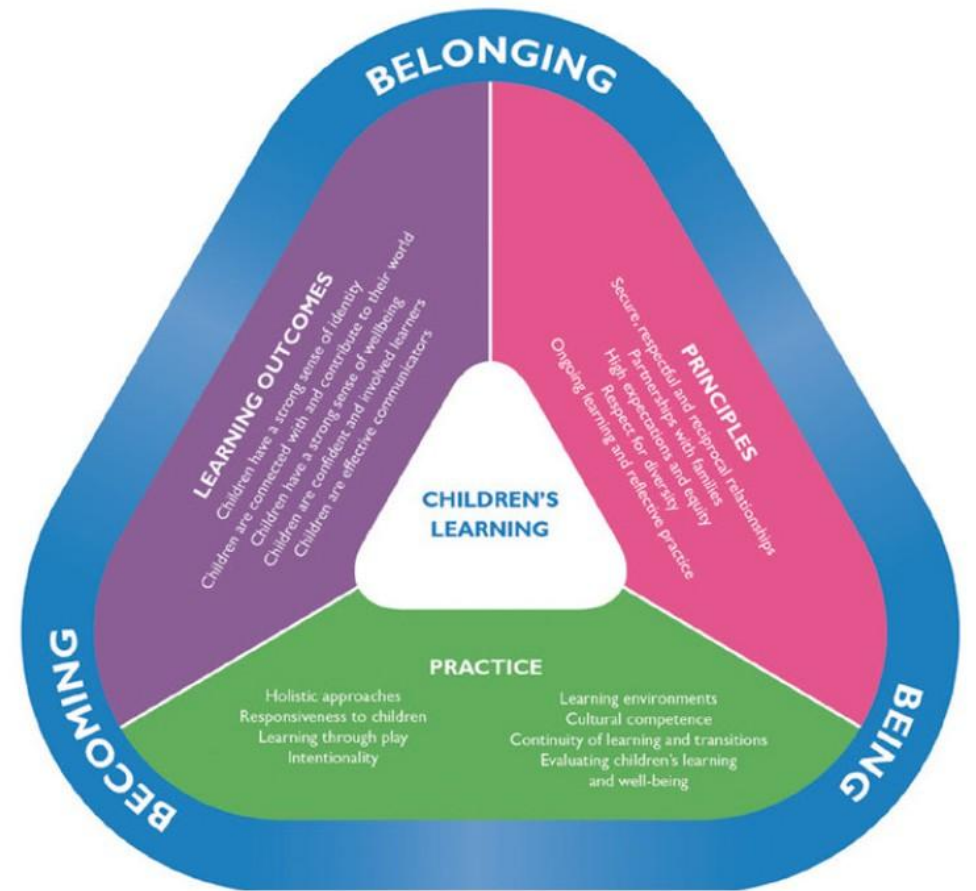 BELONGING
LEARNING OUTCOMES
Children have a strong sense of identity
Children are connected with and contribute to their world
Children have a strong sense of wellbeing
Children are confident and involved learners
Children are effective communicators
PRINCIPLES
Secure, respectful and reciprocal relationships
Partnerships with families
High expectations and equity
Respect for diversity
Ongoing learning and reflective practice
CHILDREN'S
LEARNING
PRACTICE
Holistic approaches
Responsiveness to children
Learning through play
Intentionality
Learning environments
Cultural competence
Continuity of learning and transitions
Evaluating children's learning
and well-being
BECOMING
BEING